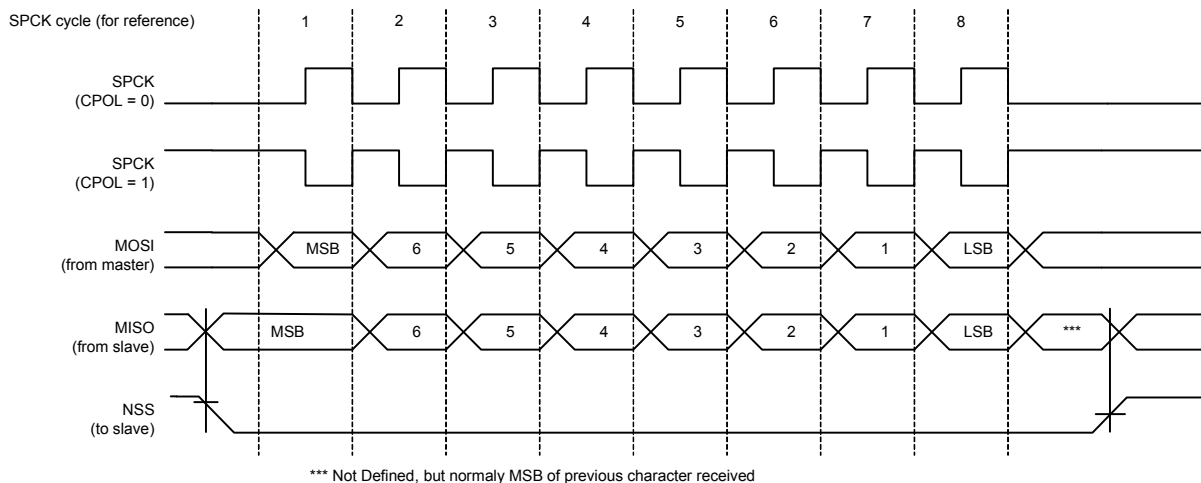 SPCK cycle (for reference) 1 2 3 4 5 6 7 8
SPCK
(CPOL = 0)
SPCK
(CPOL = 1)
MOSI
(from master)
MSB 6 5 4 3 2 1 LSB
MISO
(from slave)
MSB 6 5 4 3 2 1 LSB ***
NSS
(to slave)
*** Not Defined, but normaly MSB of previous character received